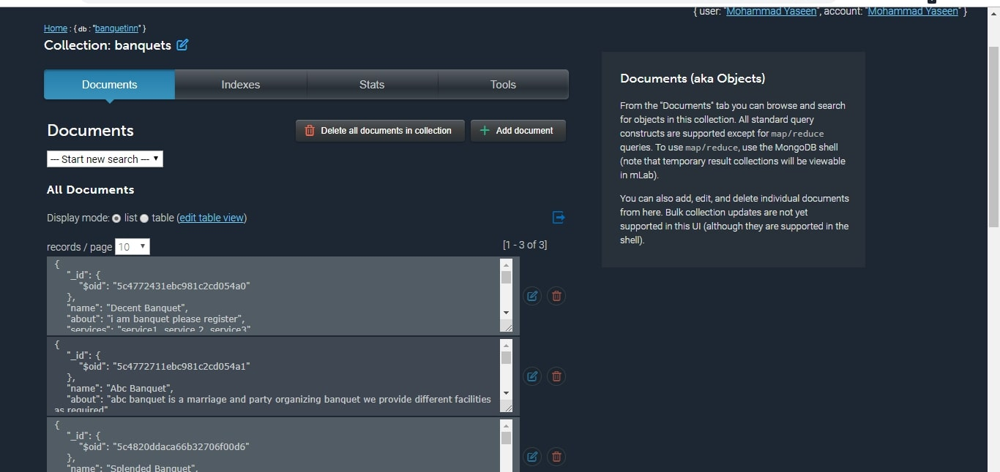 { user: "Mohammad Yaseen", account: "Mohammad Yaseen" }
Home : { db : "banquetinn" }
Collection: banquets
Documents Indexes Stats Tools
Documents
Delete all documents in collection
Add document
--- Start new search ---
All Documents
Display mode: list table (edit table view)
records / page 10
[1 - 3 of 3]
{
"_id": {
"$oid": "5c4772431ebc981c2cd054a0"
},
"name": "Decent Banquet",
"about": "i am banquet please register",
"services": "service1, service 2, service3"
{
"_id": {
"$oid": "5c4772711ebc981c2cd054a1"
},
"name": "Abc Banquet",
"about": "abc banquet is a marriage and party organizing banquet we provide different facilities
as required"
{
"_id": {
"$oid": "5c4820ddaca66b32706f00d6"
},
"name": "Splended Banquet",
Documents (aka Objects)
From the "Documents" tab you can browse and search
for objects in this collection. All standard query
constructs are supported except for map/reduce
queries. To use map/reduce, use the MongoDB shell
(note that temporary result collections will be viewable
in mLab).
You can also add, edit, and delete individual documents
from here. Bulk collection updates are not yet
supported in this UI (although they are supported in the
shell).